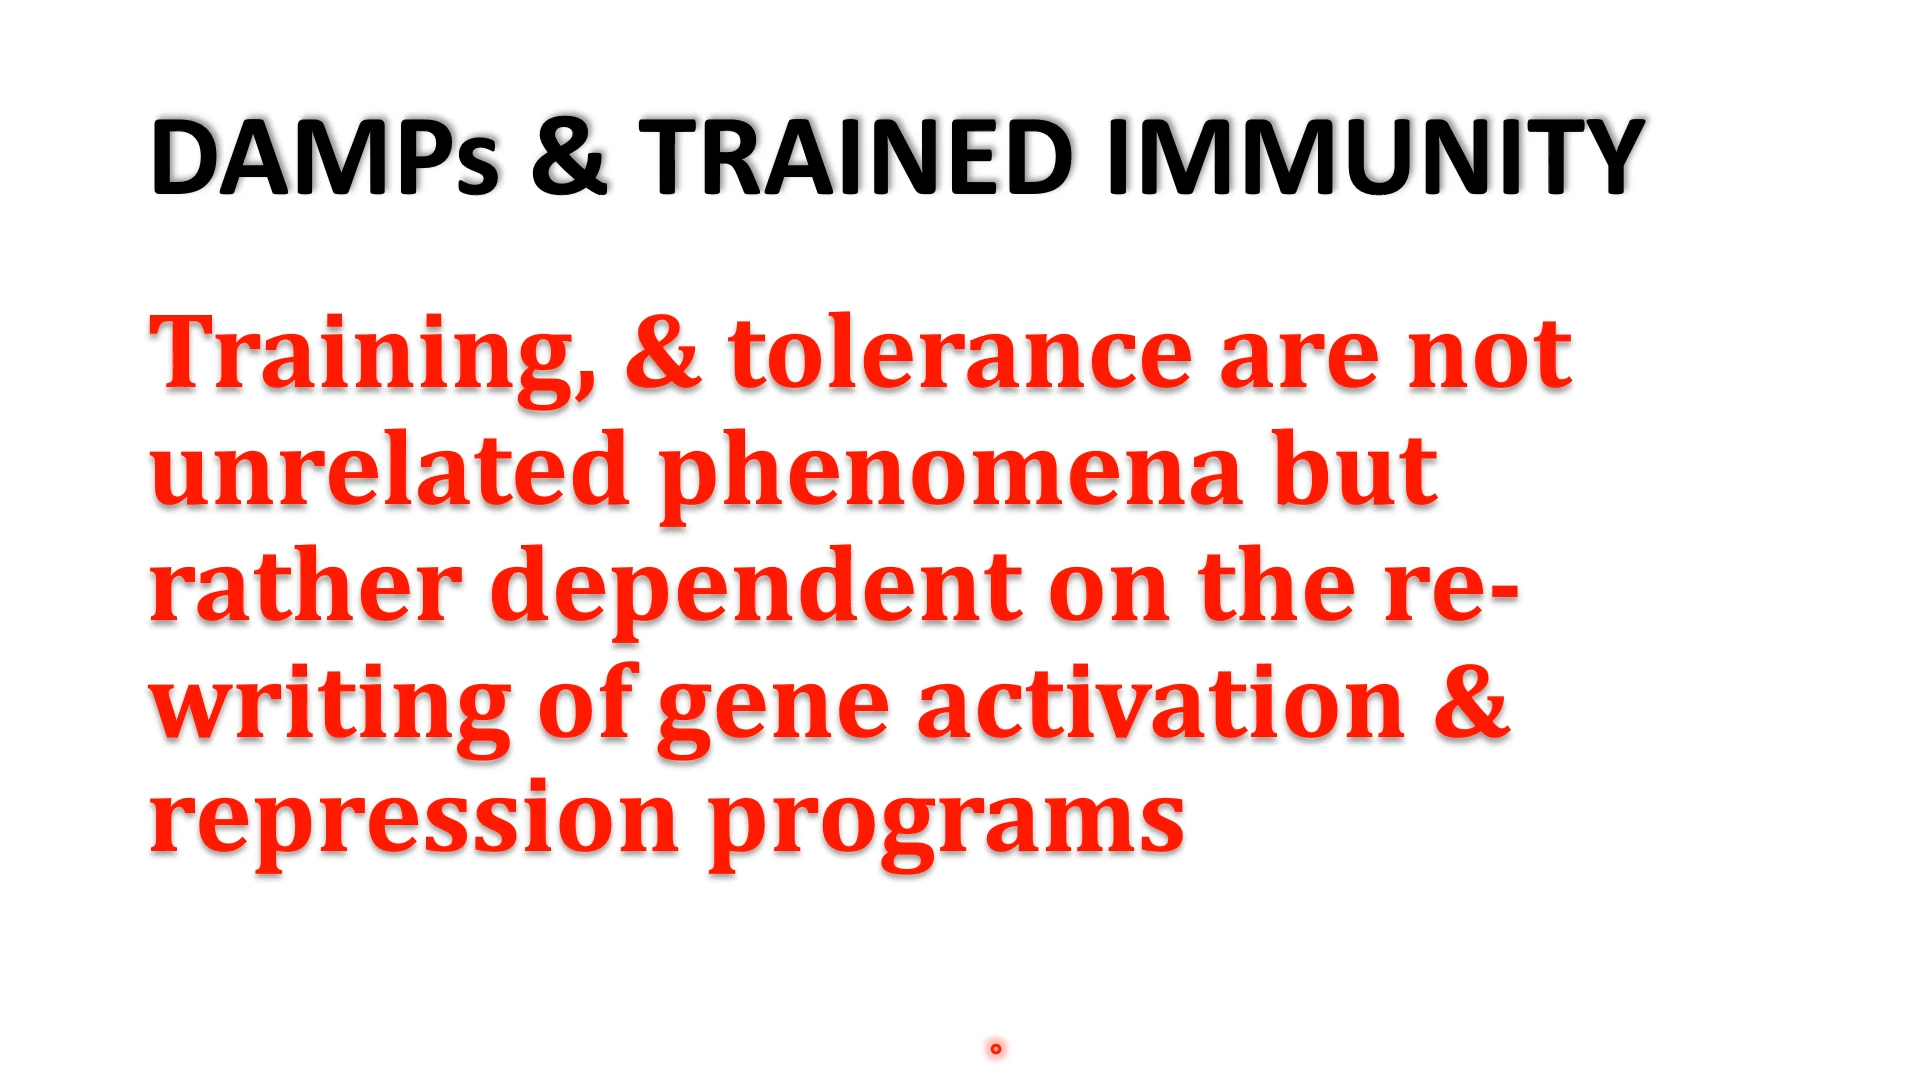 DAMPs & TRAINED IMMUNITY
Training, & tolerance are not
unrelated phenomena but
rather dependent on the re-
writing of gene activation &
repression programs